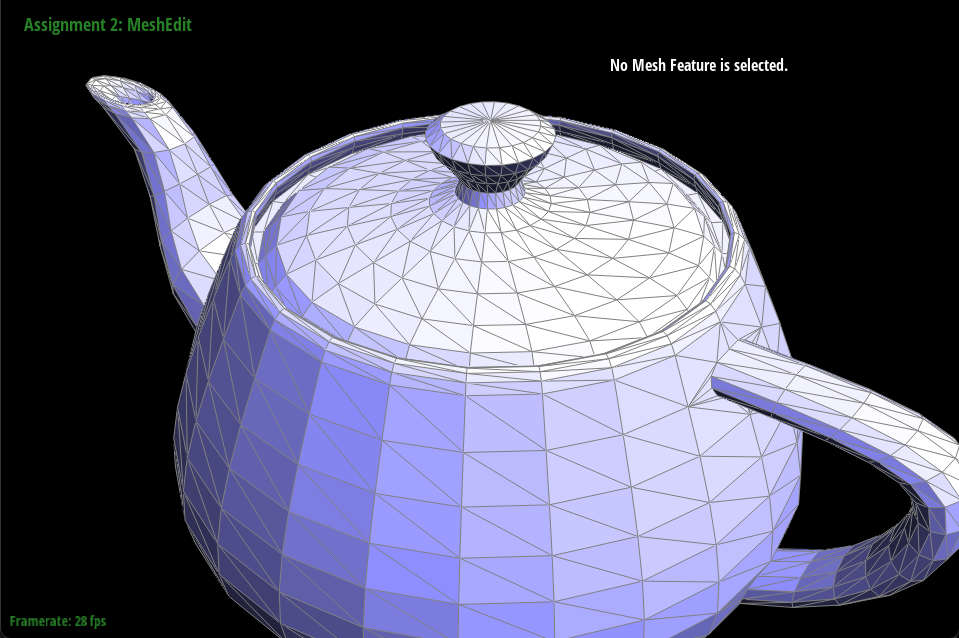 Assignment 2: MeshEdit
No Mesh Feature is selected.
Framerate: 28 fps